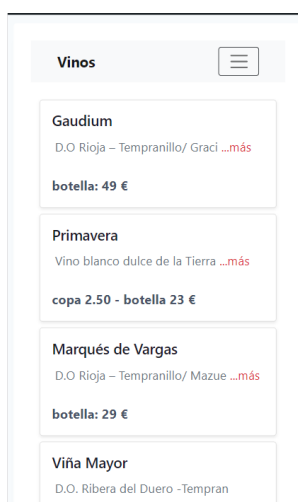 Vinos
Gaudium
D.O Rioja – Tempranillo/ Graci ...más
botella: 49 €
Primavera
Vino blanco dulce de la Tierra ...más
copa 2.50 - botella 23 €
Marqués de Vargas
D.O Rioja – Tempranillo/ Mazue ...más
botella: 29 €
Viña Mayor
D.O. Ribera del Duero -Tempran